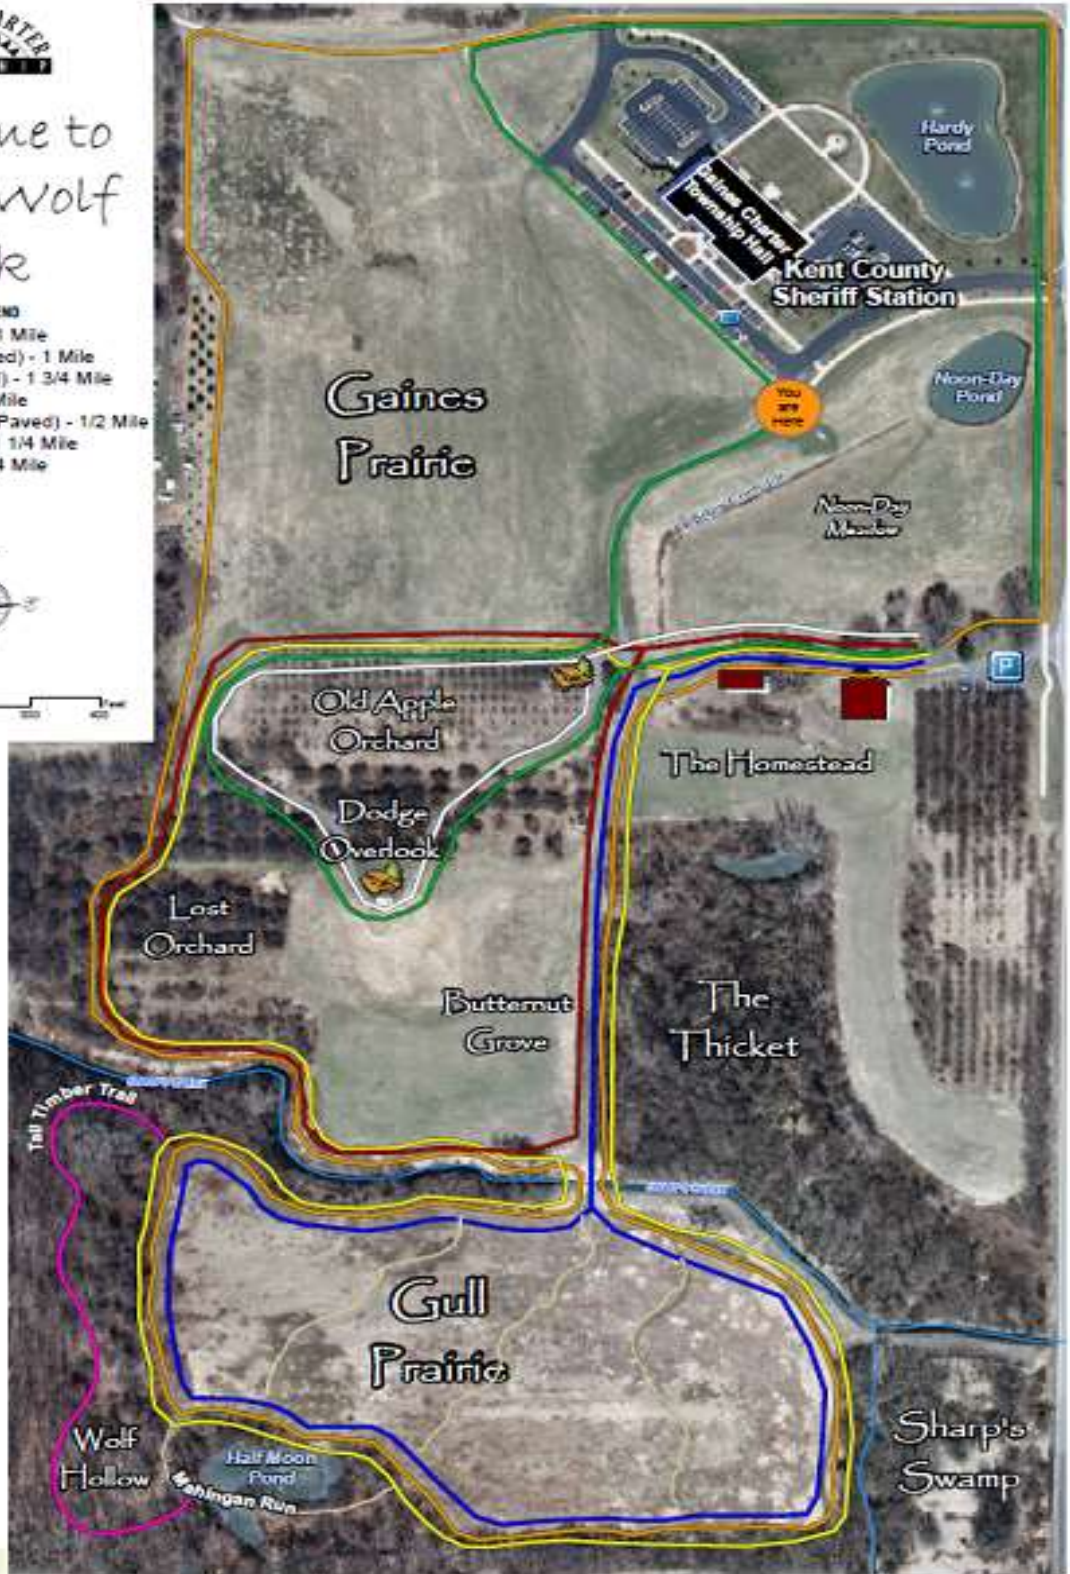 ARTER
HIP
ue to
Wolf
k
END
Mile
ed) - 1 Mile
) - 1 3/4 Mile
Mile
Paved) - 1/2 Mile
1/4 Mile
4 Mile
Hardy
Pond
Gaines Charter
Township Hall
Kent County
Sheriff Station
Noon-Day
Pond
You
are
Here
Gaines
Prairie
Noon-Day
Meadow
P
Old Apple
Orchard
The Homestead
Dodge
Overlook
Lost
Orchard
Butternut
Grove
The
Thicket
Tall Timber Trail
Gull
Prairie
Wolf
Hollow
Half Moon
Pond
Mahingan Run
Sharp's
Swamp